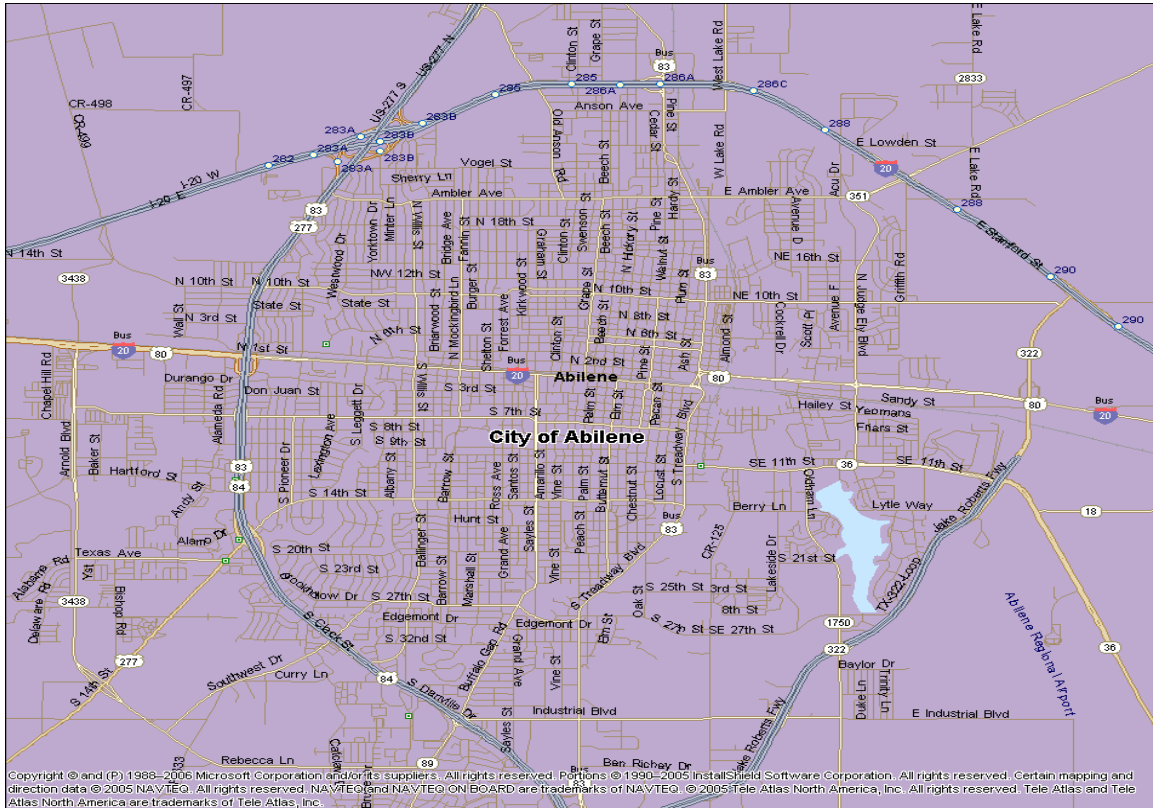 Clinton St
Grape St
Bus
83
West Lake Rd
E Lake Rd
2833
US-277 N
US-277 S
CR-497
CR-498
CR-499
285
285
286A
286A
286C
Anson Ave
Old Anson Rd
Beech St
Cedar St
Pine St
W Lake Rd
288
E Lowden St
20
E Lake Rd
283A
283B
283B
283A
283A
282
I-20 W
I-20 E
Vogel St
Sherry Ln
Ambler Ave
E Ambler Ave
Hardy St
Acu Dr
351
288
E Stamford St
290
290
83
277
N 14th St
3438
Yorktown Dr
Minter Ln
N Willis St
Bridge Ave
Fannin St
N 18th St
Graham St
Clinton St
Swenson St
Beech St
N Hickory St
Pine St
Walnut St
Avenue D
NE 16th St
Bus
83
Westwood Dr
NW 12th St
N 10th St
N 10th St
State St
State St
Wall St
N 3rd St
Briarwood St
N Mockingbird Ln
Burger St
Shelton St
Forrest Ave
Kirkwood St
Clinton St
Grape St
N 10th St
Beech St
N 8th St
N 6th St
Plum St
NE 10th St
Almond St
Cockrell Dr
Scott Pl
Avenue F
N Judge Ely Blvd
Griffith Rd
322
Bus
20
80
N 1st St
N 2nd St
Pine St
Ash St
Bus
20
Abilene
80
Sandy St
80
Bus
20
Chapel Hill Rd
Durango Dr
Don Juan St
Alameda Rd
S Leggett Dr
S Willis St
S 3rd St
S 7th St
S 8th St
S 9th St
Palm St
Elm St
Pecan St
S Treadway Blvd
Hailey St
Yeomans
Friars St
City of Abilene
Arnold Blvd
Baker St
Hartford St
Andy St
83
84
S Pioneer Dr
Lexington Ave
Albany St
Barrow St
Ross Ave
Santos St
Amarillo St
Vine St
Palm St
Butternut St
Chestnut St
Locust St
S Treadway
SE 11th St
36
SE 11th St
Oldham Ln
Lytle Way
Jake Roberts Fwy
18
S 14th St
Hunt St
Berry Ln
Bus
83
CR-125
Alamo Dr
Texas Ave
Alabama Rd
Yst
3438
Delaware Rd
Bishop Rd
S 20th St
S 23rd St
S 27th St
Ballinger St
Barrow St
Marshall St
Grand Ave
Sayles St
Vine St
Peach St
S Treadway Blvd
Lakeside Dr
S 21st St
S 25th St
3rd St
8th St
Oak St
TX-322-Loop
Abilene Regional Airport
Edgemont Dr
Edgemont Dr
S 32nd St
Elm St
S 27th St
SE 27th St
1750
322
36
277
S 14th St
Southwest Dr
Curry Ln
S Clack St
84
Buffalo Gap Rd
Grand Ave
Vine St
Baylor Dr
Duke Ln
Trinity Ln
S Danville Dr
Sayles St
Industrial Blvd
E Industrial Blvd
Rebecca Ln
89
Ben Richey Dr
83
Copyright © and (P) 1988–2006 Microsoft Corporation and/or its suppliers. All rights reserved. Portions © 1990–2005 InstallShield Software Corporation. All rights reserved. Certain mapping and
direction data © 2005 NAVTEQ. All rights reserved. NAVTEQ and NAVTEQ ON BOARD are trademarks of NAVTEQ. © 2005 Tele Atlas North America, Inc. All rights reserved. Tele Atlas and Tele
Atlas North America are trademarks of Tele Atlas, Inc.